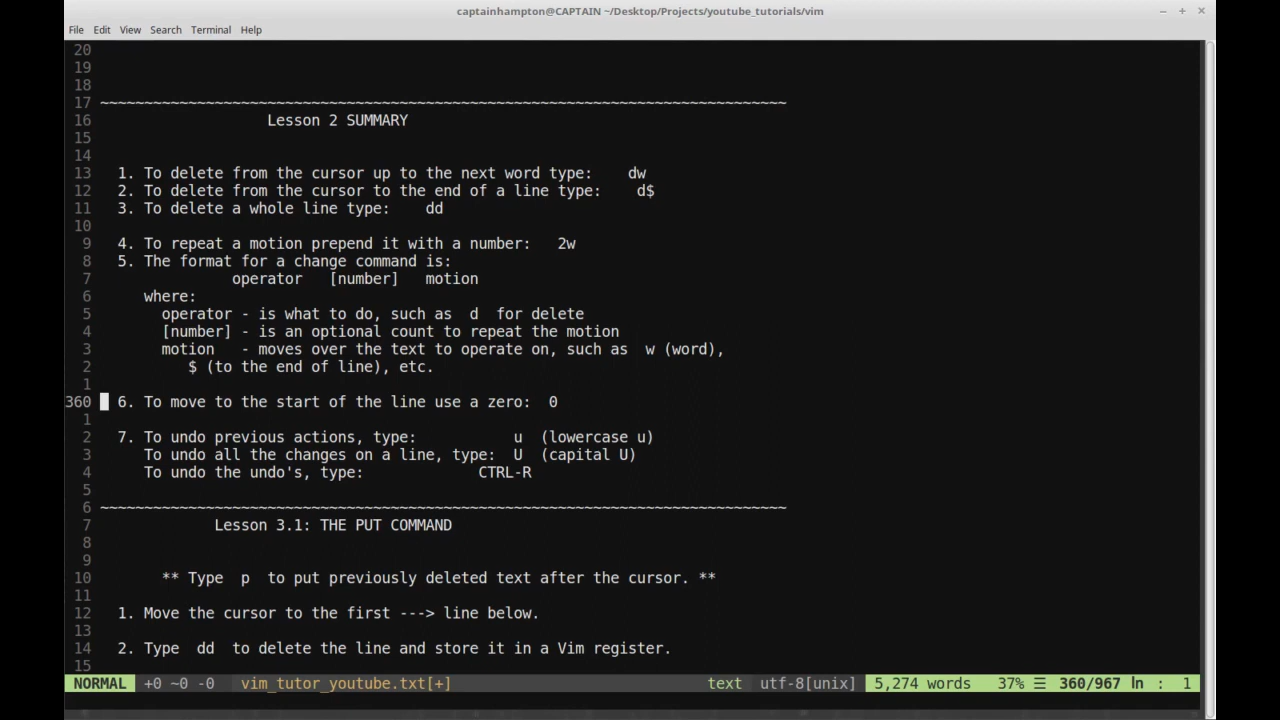 captainhampton@CAPTAIN ~/Desktop/Projects/youtube_tutorials/vim
File Edit View Search Terminal Help
20
19
18
17 ~~~~~~~~~~~~~~~~~~~~~~~~~~~~~~~~~~~~~~~~~~~~~~~~~~~~~~~~~~~~~~~~~~~~~~~~~~~~~~
16 Lesson 2 SUMMARY
15
14
13 1. To delete from the cursor up to the next word type: dw
12 2. To delete from the cursor to the end of a line type: d$
11 3. To delete a whole line type: dd
10
9 4. To repeat a motion prepend it with a number: 2w
8 5. The format for a change command is:
7 operator [number] motion
6 where:
5 operator - is what to do, such as d for delete
4 [number] - is an optional count to repeat the motion
3 motion - moves over the text to operate on, such as w (word),
2 $ (to the end of line), etc.
1
360 6. To move to the start of the line use a zero: 0
1
2 7. To undo previous actions, type: u (lowercase u)
3 To undo all the changes on a line, type: U (capital U)
4 To undo the undo's, type: CTRL-R
5
6 ~~~~~~~~~~~~~~~~~~~~~~~~~~~~~~~~~~~~~~~~~~~~~~~~~~~~~~~~~~~~~~~~~~~~~~~~~~~~~~
7 Lesson 3.1: THE PUT COMMAND
8
9
10 ** Type p to put previously deleted text after the cursor. **
11
12 1. Move the cursor to the first ---> line below.
13
14 2. Type dd to delete the line and store it in a Vim register.
15
NORMAL +0 ~0 -0 vim_tutor_youtube.txt[+] text utf-8[unix] 5,274 words 37% ☰ 360/967 ln : 1